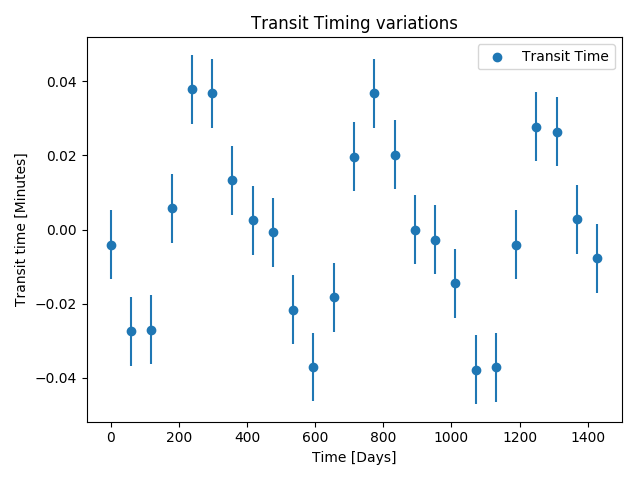 Transit Timing variations
Transit Time
0.04
0.02
0.00
−0.02
−0.04
Transit time [Minutes]
0 200 400 600 800 1000 1200 1400
Time [Days]